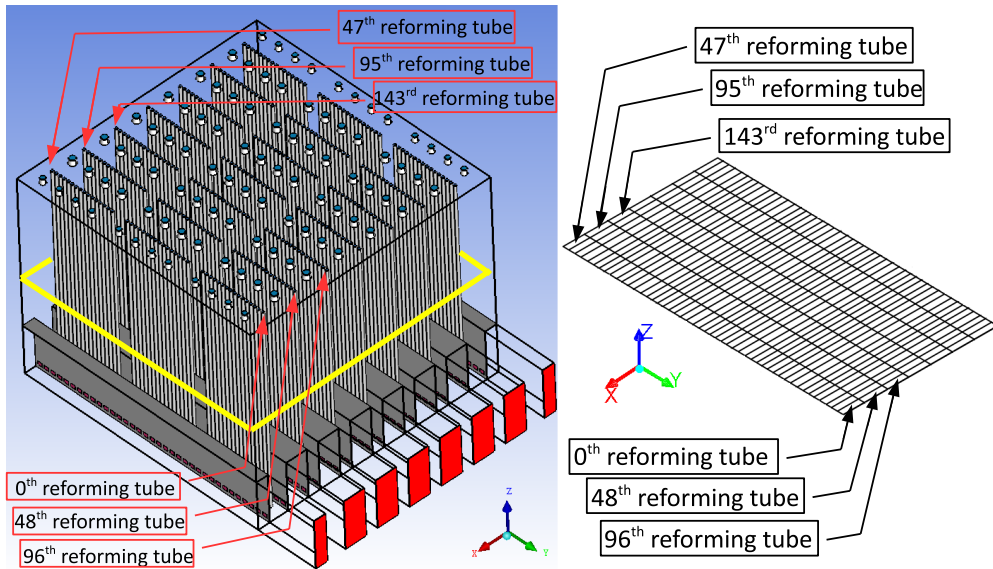 47th reforming tube
95th reforming tube
143rd reforming tube
0th reforming tube
48th reforming tube
96th reforming tube
Z
X
Y
47th reforming tube
95th reforming tube
143rd reforming tube
Z
X
Y
0th reforming tube
48th reforming tube
96th reforming tube